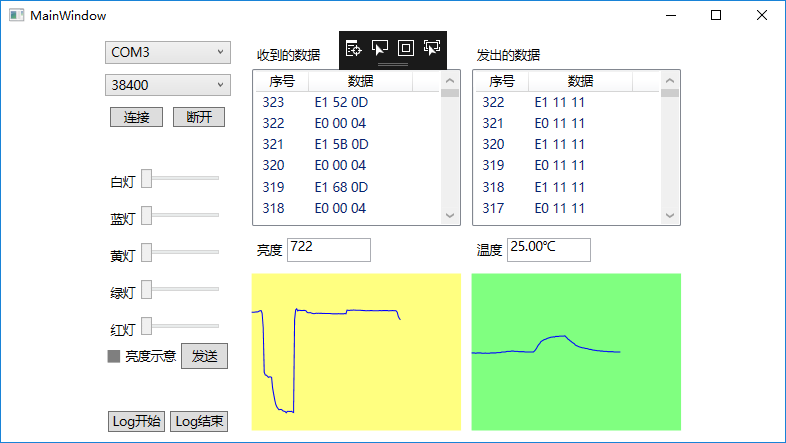 MainWindow
COM3
38400
连接 断开
白灯
蓝灯
黄灯
绿灯
红灯
亮度示意 发送
Log开始 Log结束
收到的数据
序号 数据
323 E1 52 0D
322 E0 00 04
321 E1 5B 0D
320 E0 00 04
319 E1 68 0D
318 E0 00 04
亮度 722
发出的数据
序号 数据
322 E1 11 11
321 E0 11 11
320 E1 11 11
319 E0 11 11
318 E1 11 11
317 E0 11 11
温度 25.00℃